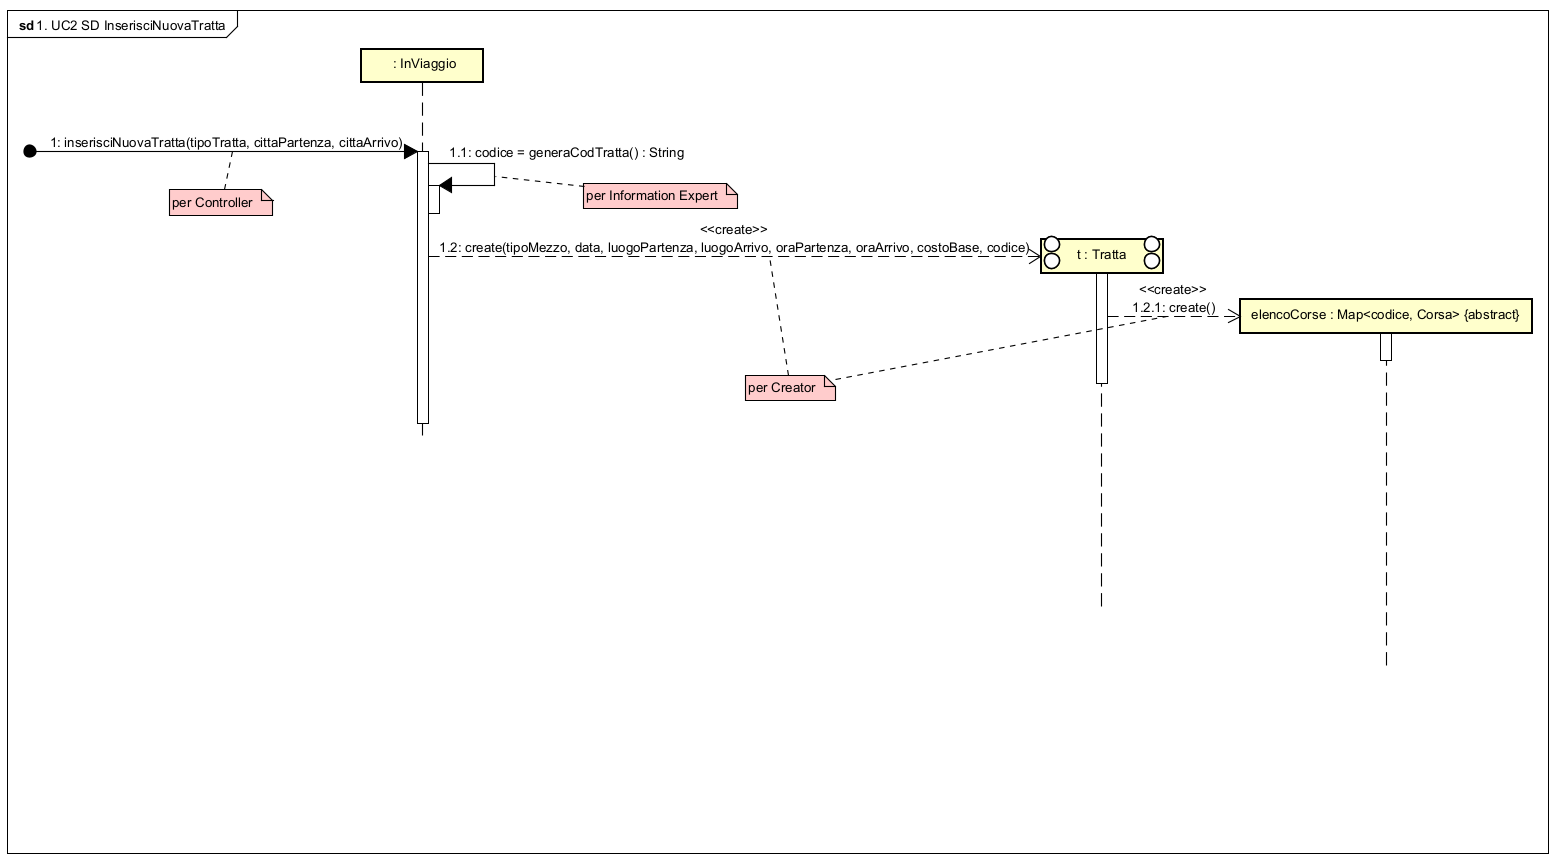 sd 1. UC2 SD InserisciNuovaTratta
: InViaggio
1: inserisciNuovaTratta(tipoTratta, cittaPartenza, cittaArrivo)
1.1: codice = generaCodTratta() : String
per Controller
per Information Expert
<<create>>
1.2: create(tipoMezzo, data, luogoPartenza, luogoArrivo, oraPartenza, oraArrivo, costoBase, codice)
t : Tratta
<<create>>
1.2.1: create()
elencoCorse : Map<codice, Corsa> {abstract}
per Creator